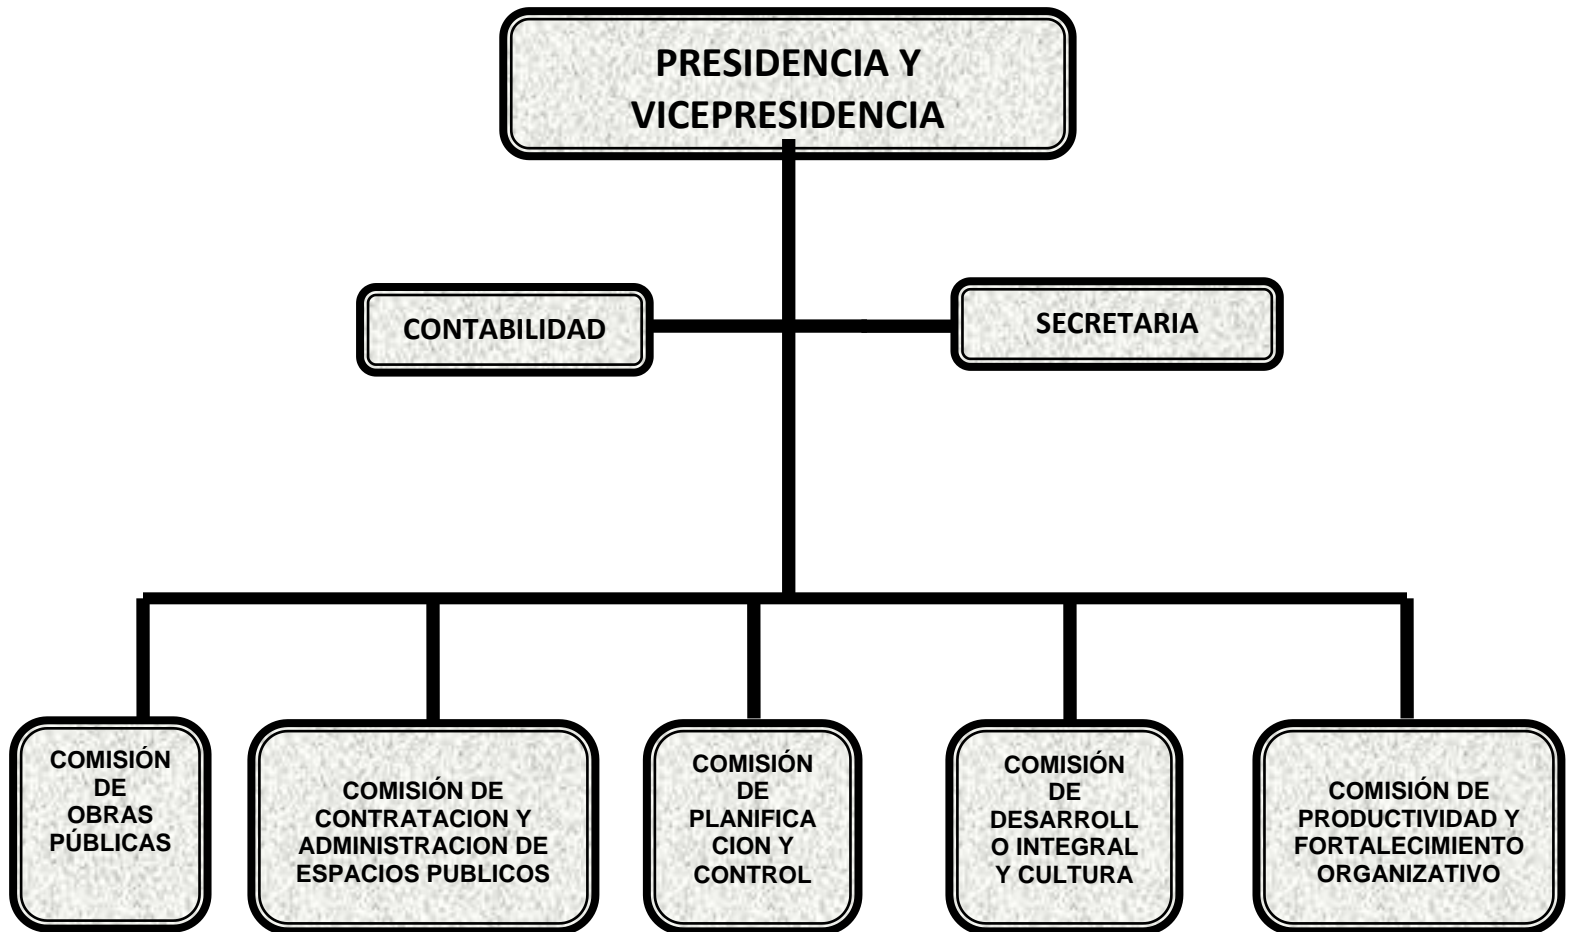 PRESIDENCIA Y
VICEPRESIDENCIA
CONTABILIDAD
SECRETARIA
COMISIÓN
DE
OBRAS
PÚBLICAS
COMISIÓN DE
CONTRATACION Y
ADMINISTRACION DE
ESPACIOS PUBLICOS
COMISIÓN
DE
PLANIFICA
CION Y
CONTROL
COMISIÓN
DE
DESARROLL
O INTEGRAL
Y CULTURA
COMISIÓN DE
PRODUCTIVIDAD Y
FORTALECIMIENTO
ORGANIZATIVO